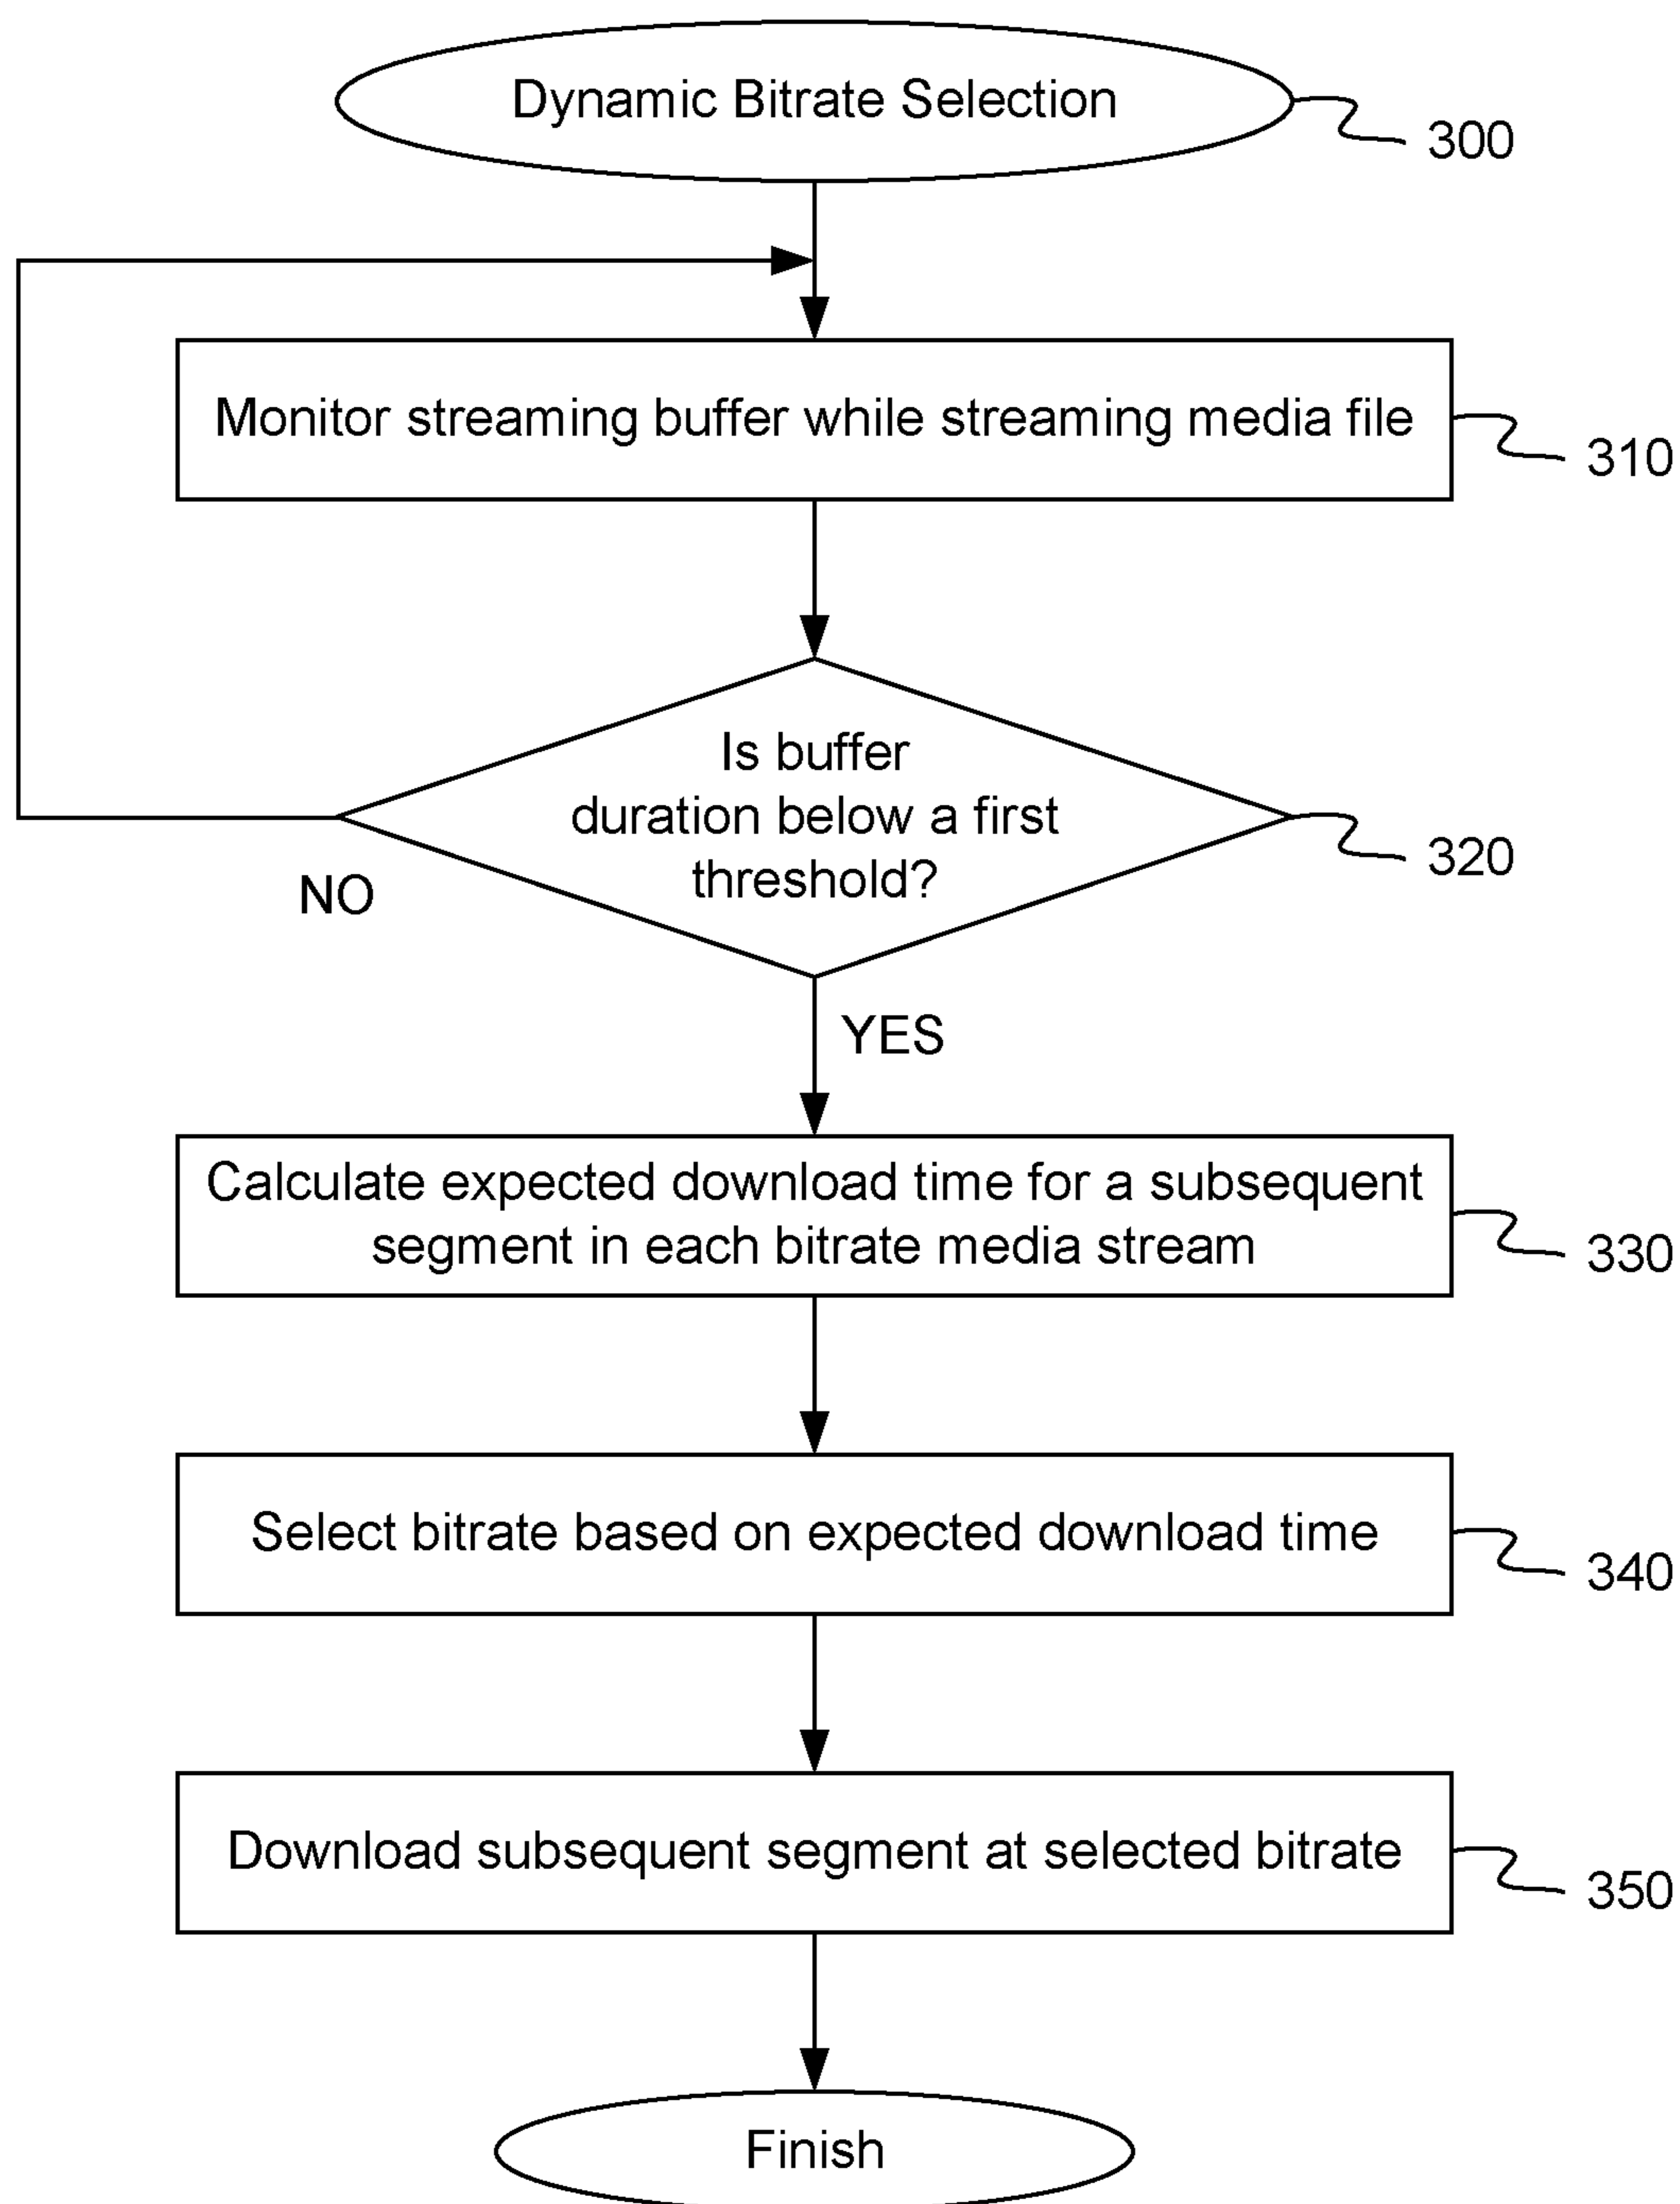 Dynamic Bitrate Selection
300
Monitor streaming buffer while streaming media file
310
Is buffer
duration below a first
threshold?
320
NO
YES
Calculate expected download time for a subsequent
segment in each bitrate media stream
330
Select bitrate based on expected download time
340
Download subsequent segment at selected bitrate
350
Finish